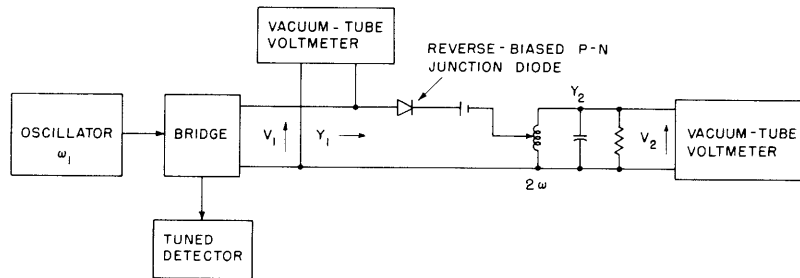 VACUUM-TUBE
VOLTMETER
REVERSE-BIASED P-N
JUNCTION DIODE
OSCILLATOR
ω₁
BRIDGE
V₁
Y₁
Y₂
V₂
VACUUM-TUBE
VOLTMETER
2ω
TUNED
DETECTOR